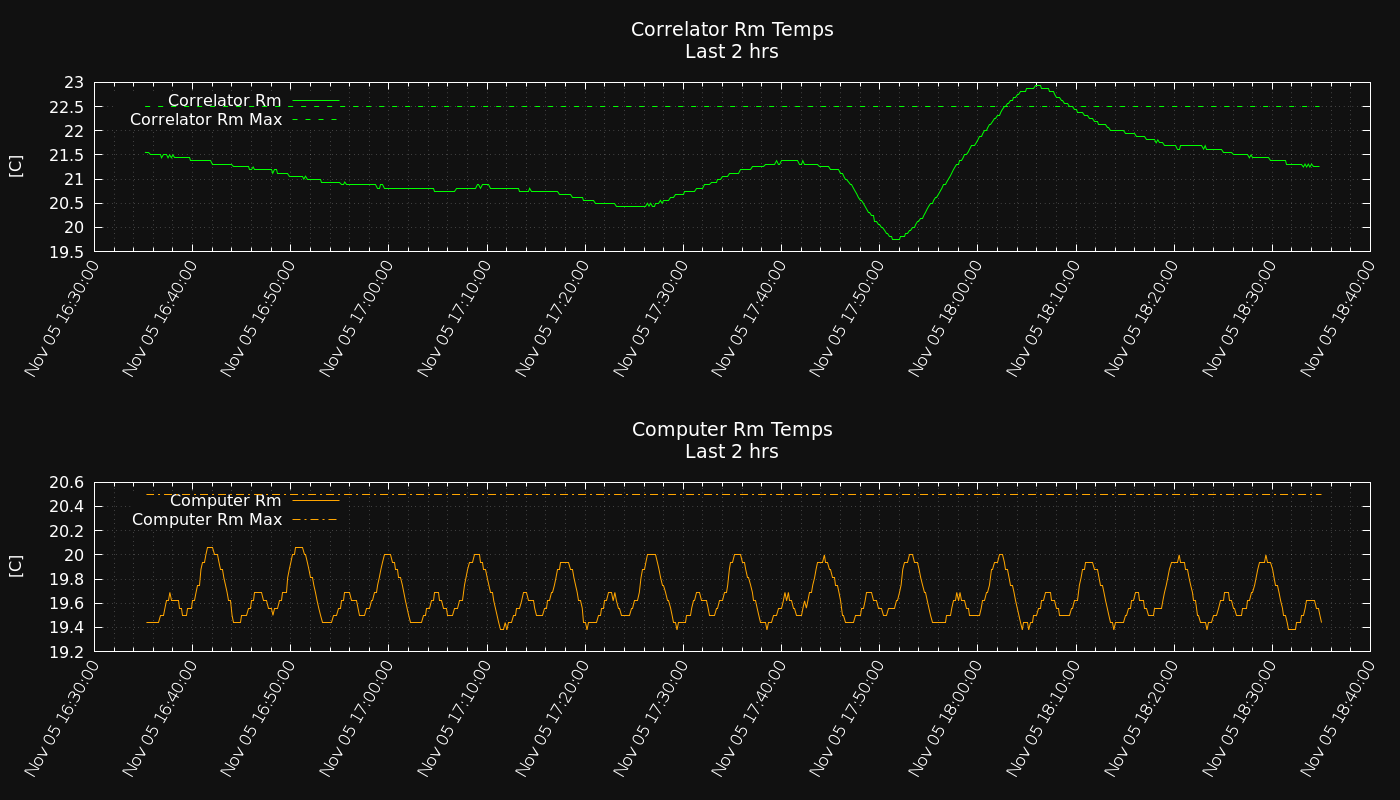 Correlator Rm Temps
Last 2 hrs
[C]
23
22.5
22
21.5
21
20.5
20
19.5
Correlator Rm
Correlator Rm Max
Nov 05 16:30:00
Nov 05 16:40:00
Nov 05 16:50:00
Nov 05 17:00:00
Nov 05 17:10:00
Nov 05 17:20:00
Nov 05 17:30:00
Nov 05 17:40:00
Nov 05 17:50:00
Nov 05 18:00:00
Nov 05 18:10:00
Nov 05 18:20:00
Nov 05 18:30:00
Nov 05 18:40:00
Computer Rm Temps
Last 2 hrs
[C]
20.6
20.4
20.2
20
19.8
19.6
19.4
19.2
Computer Rm
Computer Rm Max
Nov 05 16:30:00
Nov 05 16:40:00
Nov 05 16:50:00
Nov 05 17:00:00
Nov 05 17:10:00
Nov 05 17:20:00
Nov 05 17:30:00
Nov 05 17:40:00
Nov 05 17:50:00
Nov 05 18:00:00
Nov 05 18:10:00
Nov 05 18:20:00
Nov 05 18:30:00
Nov 05 18:40:00